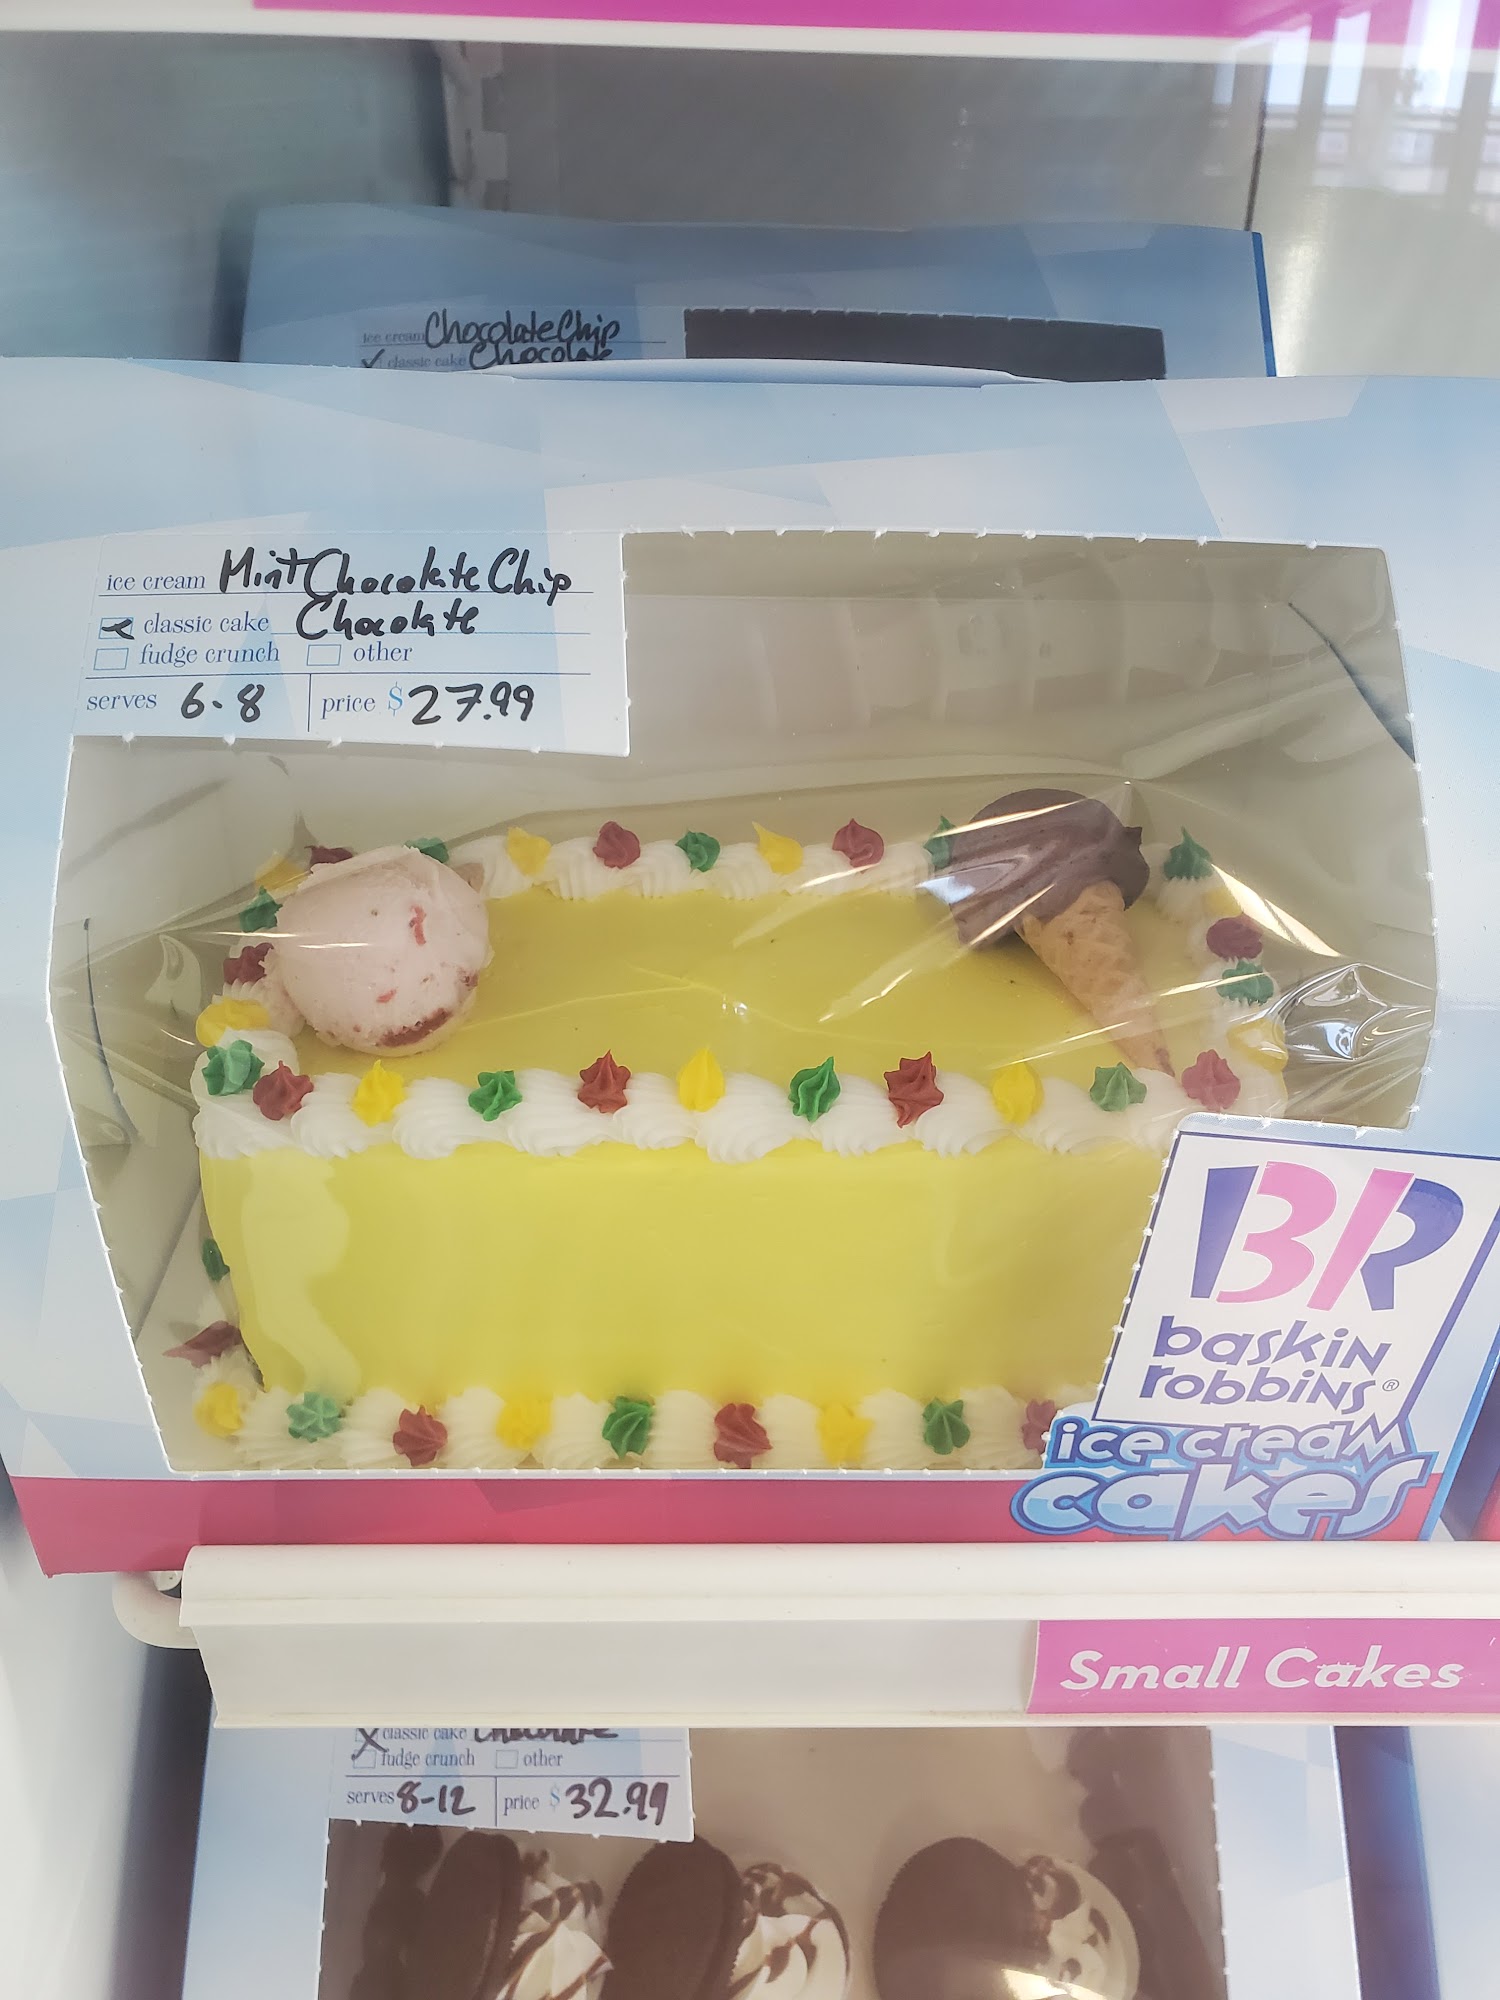 ice cream Chocolate Chip
classic cake Chocolate
ice cream Mint Chocolate Chip
classic cake Chocolate
fudge crunch other
serves 6-8 price $27.99
BR
baskin
robbins®
ice cream
cakes
Small Cakes
classic cake Chocolate
fudge crunch other
serves 8-12 price $32.99